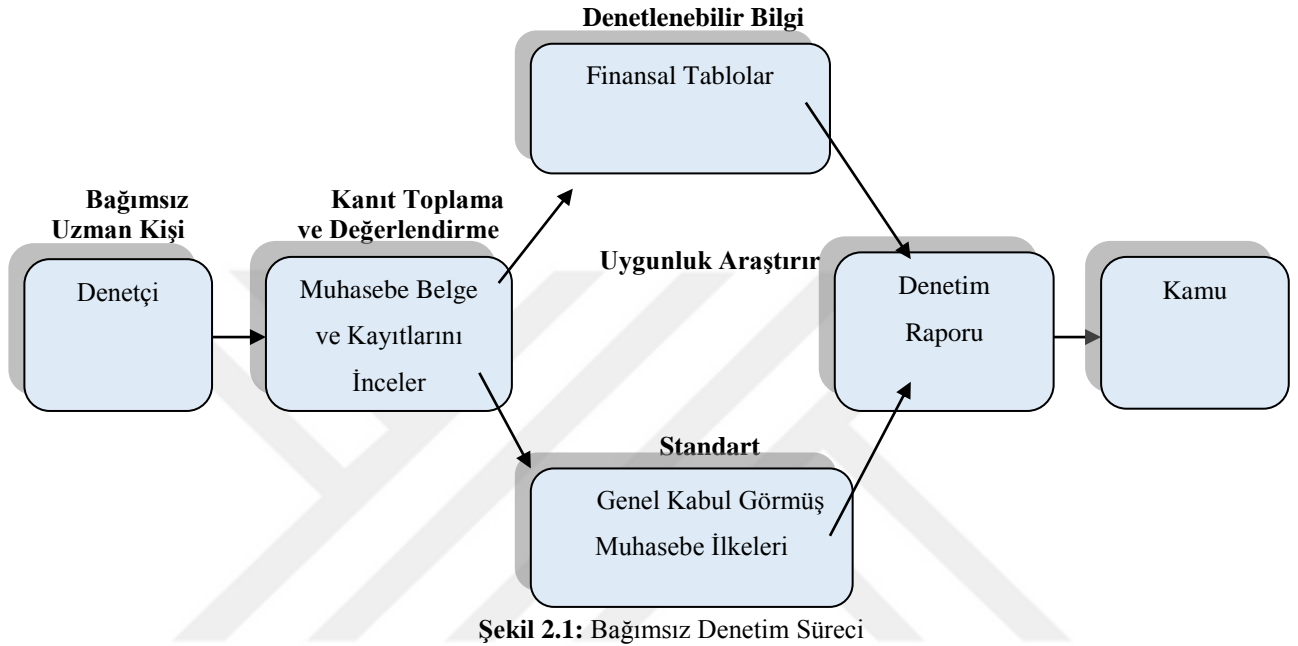 Denetlenebilir Bilgi
Finansal Tablolar
Bağımsız
Uzman Kişi
Denetçi
Kanıt Toplama
ve Değerlendirme
Muhasebe Belge
ve Kayıtlarını
İnceler
Uygunluk Araştırır
Denetim
Raporu
Kamu
Standart
Genel Kabul Görmüş
Muhasebe İlkeleri
Şekil 2.1: Bağımsız Denetim Süreci